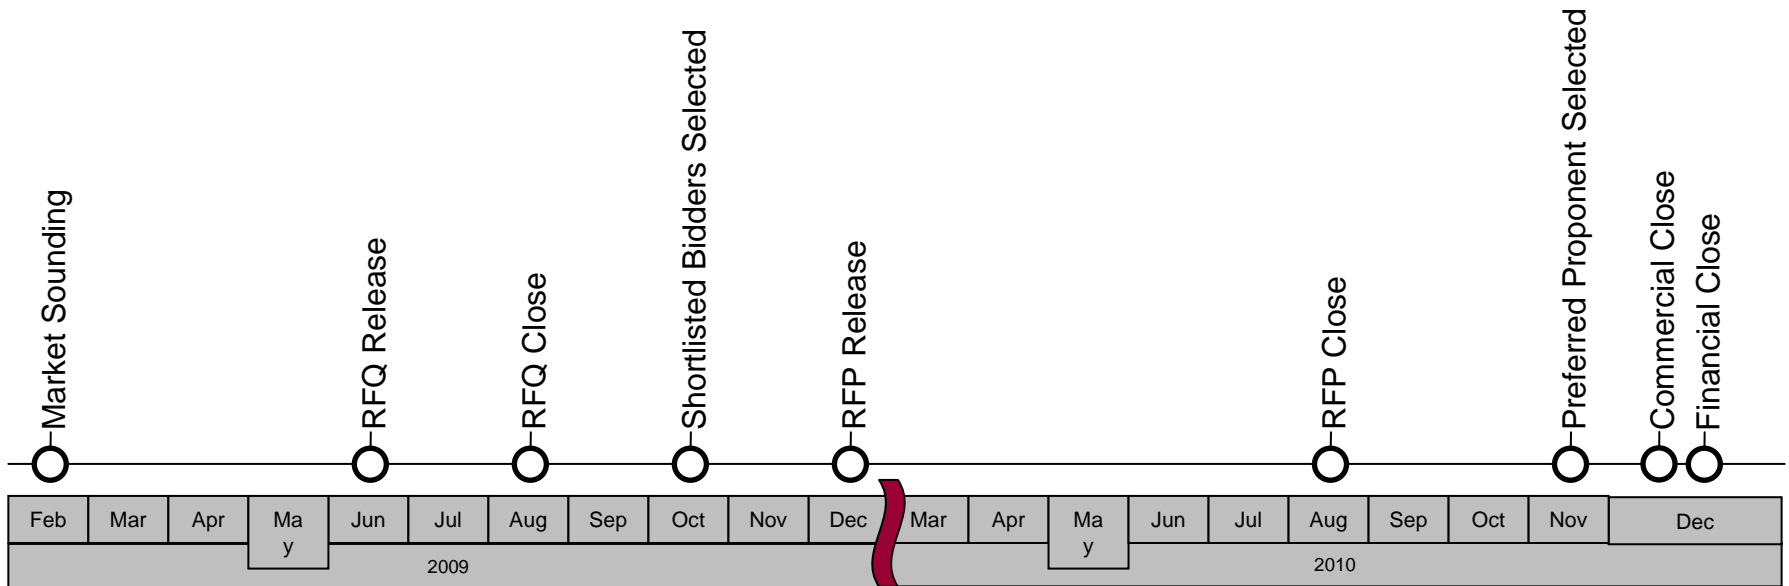 Market Sounding
RFQ Release
RFQ Close
Shortlisted Bidders Selected
RFP Release
RFP Close
Preferred Proponent Selected
Commercial Close
Financial Close
Feb Mar Apr Ma Jun Jul Aug Sep Oct Nov Dec Mar Apr Ma Jun Jul Aug Sep Oct Nov Dec
y y
2009 2010